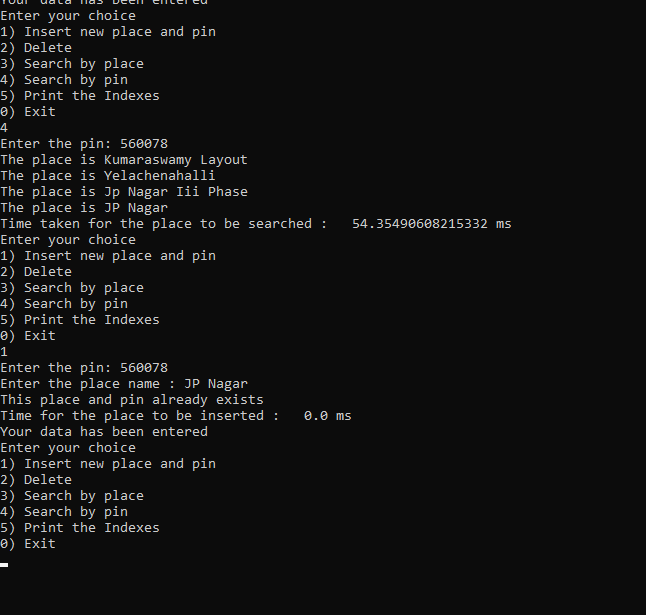 Your data has been entered
Enter your choice
1) Insert new place and pin
2) Delete
3) Search by place
4) Search by pin
5) Print the Indexes
0) Exit
4
Enter the pin: 560078
The place is Kumaraswamy Layout
The place is Yelachenahalli
The place is Jp Nagar Iii Phase
The place is JP Nagar
Time taken for the place to be searched :   54.35490608215332 ms
Enter your choice
1) Insert new place and pin
2) Delete
3) Search by place
4) Search by pin
5) Print the Indexes
0) Exit
1
Enter the pin: 560078
Enter the place name : JP Nagar
This place and pin already exists
Time for the place to be inserted :   0.0 ms
Your data has been entered
Enter your choice
1) Insert new place and pin
2) Delete
3) Search by place
4) Search by pin
5) Print the Indexes
0) Exit